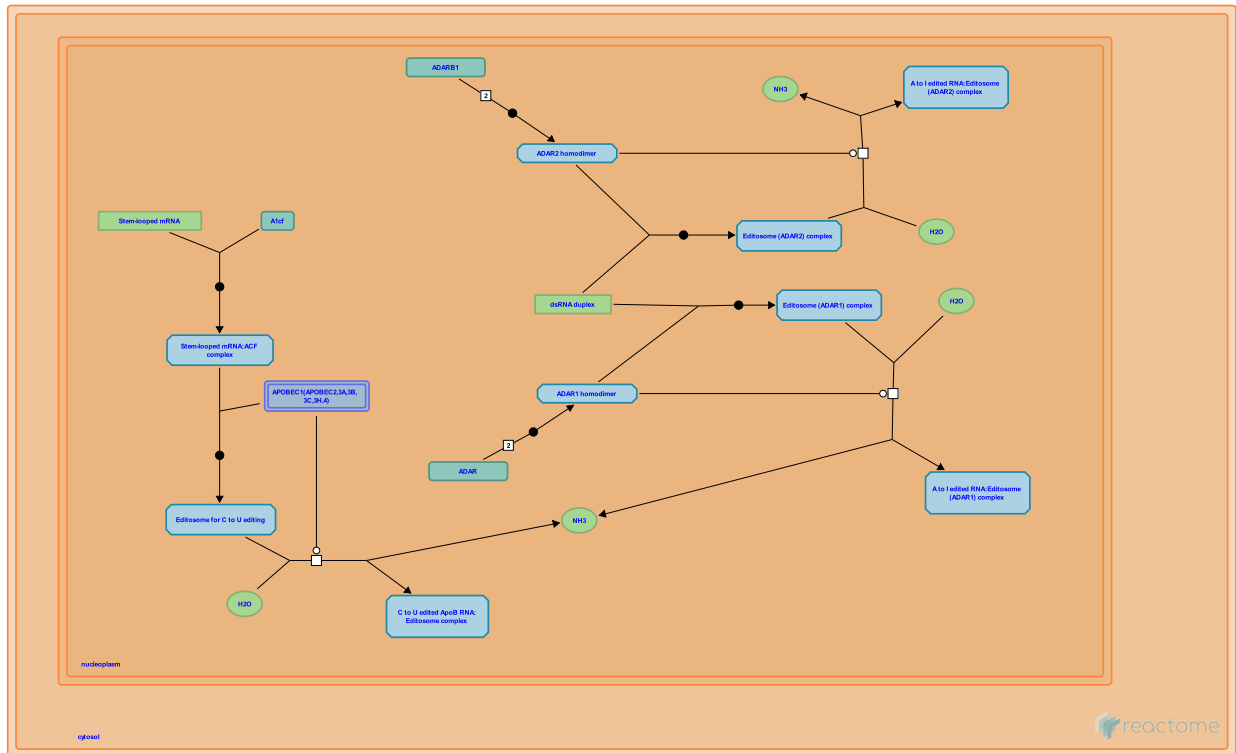 ADARB1
2
NH3
A to I edited RNA:Editosome
(ADAR2) complex
ADAR2 homodimer
Stem-looped mRNA
A1cf
Editosome (ADAR2) complex
H2O
dsRNA duplex
Editosome (ADAR1) complex
H2O
Stem-looped mRNA:ACF
complex
APOBEC1(APOBEC2,3A,3B,
3C,3H,4)
ADAR1 homodimer
2
ADAR
A to I edited RNA:Editosome
(ADAR1) complex
Editosome for C to U editing
NH3
H2O
C to U edited ApoB RNA:
Editosome complex
nucleoplasm
cytosol
reactome